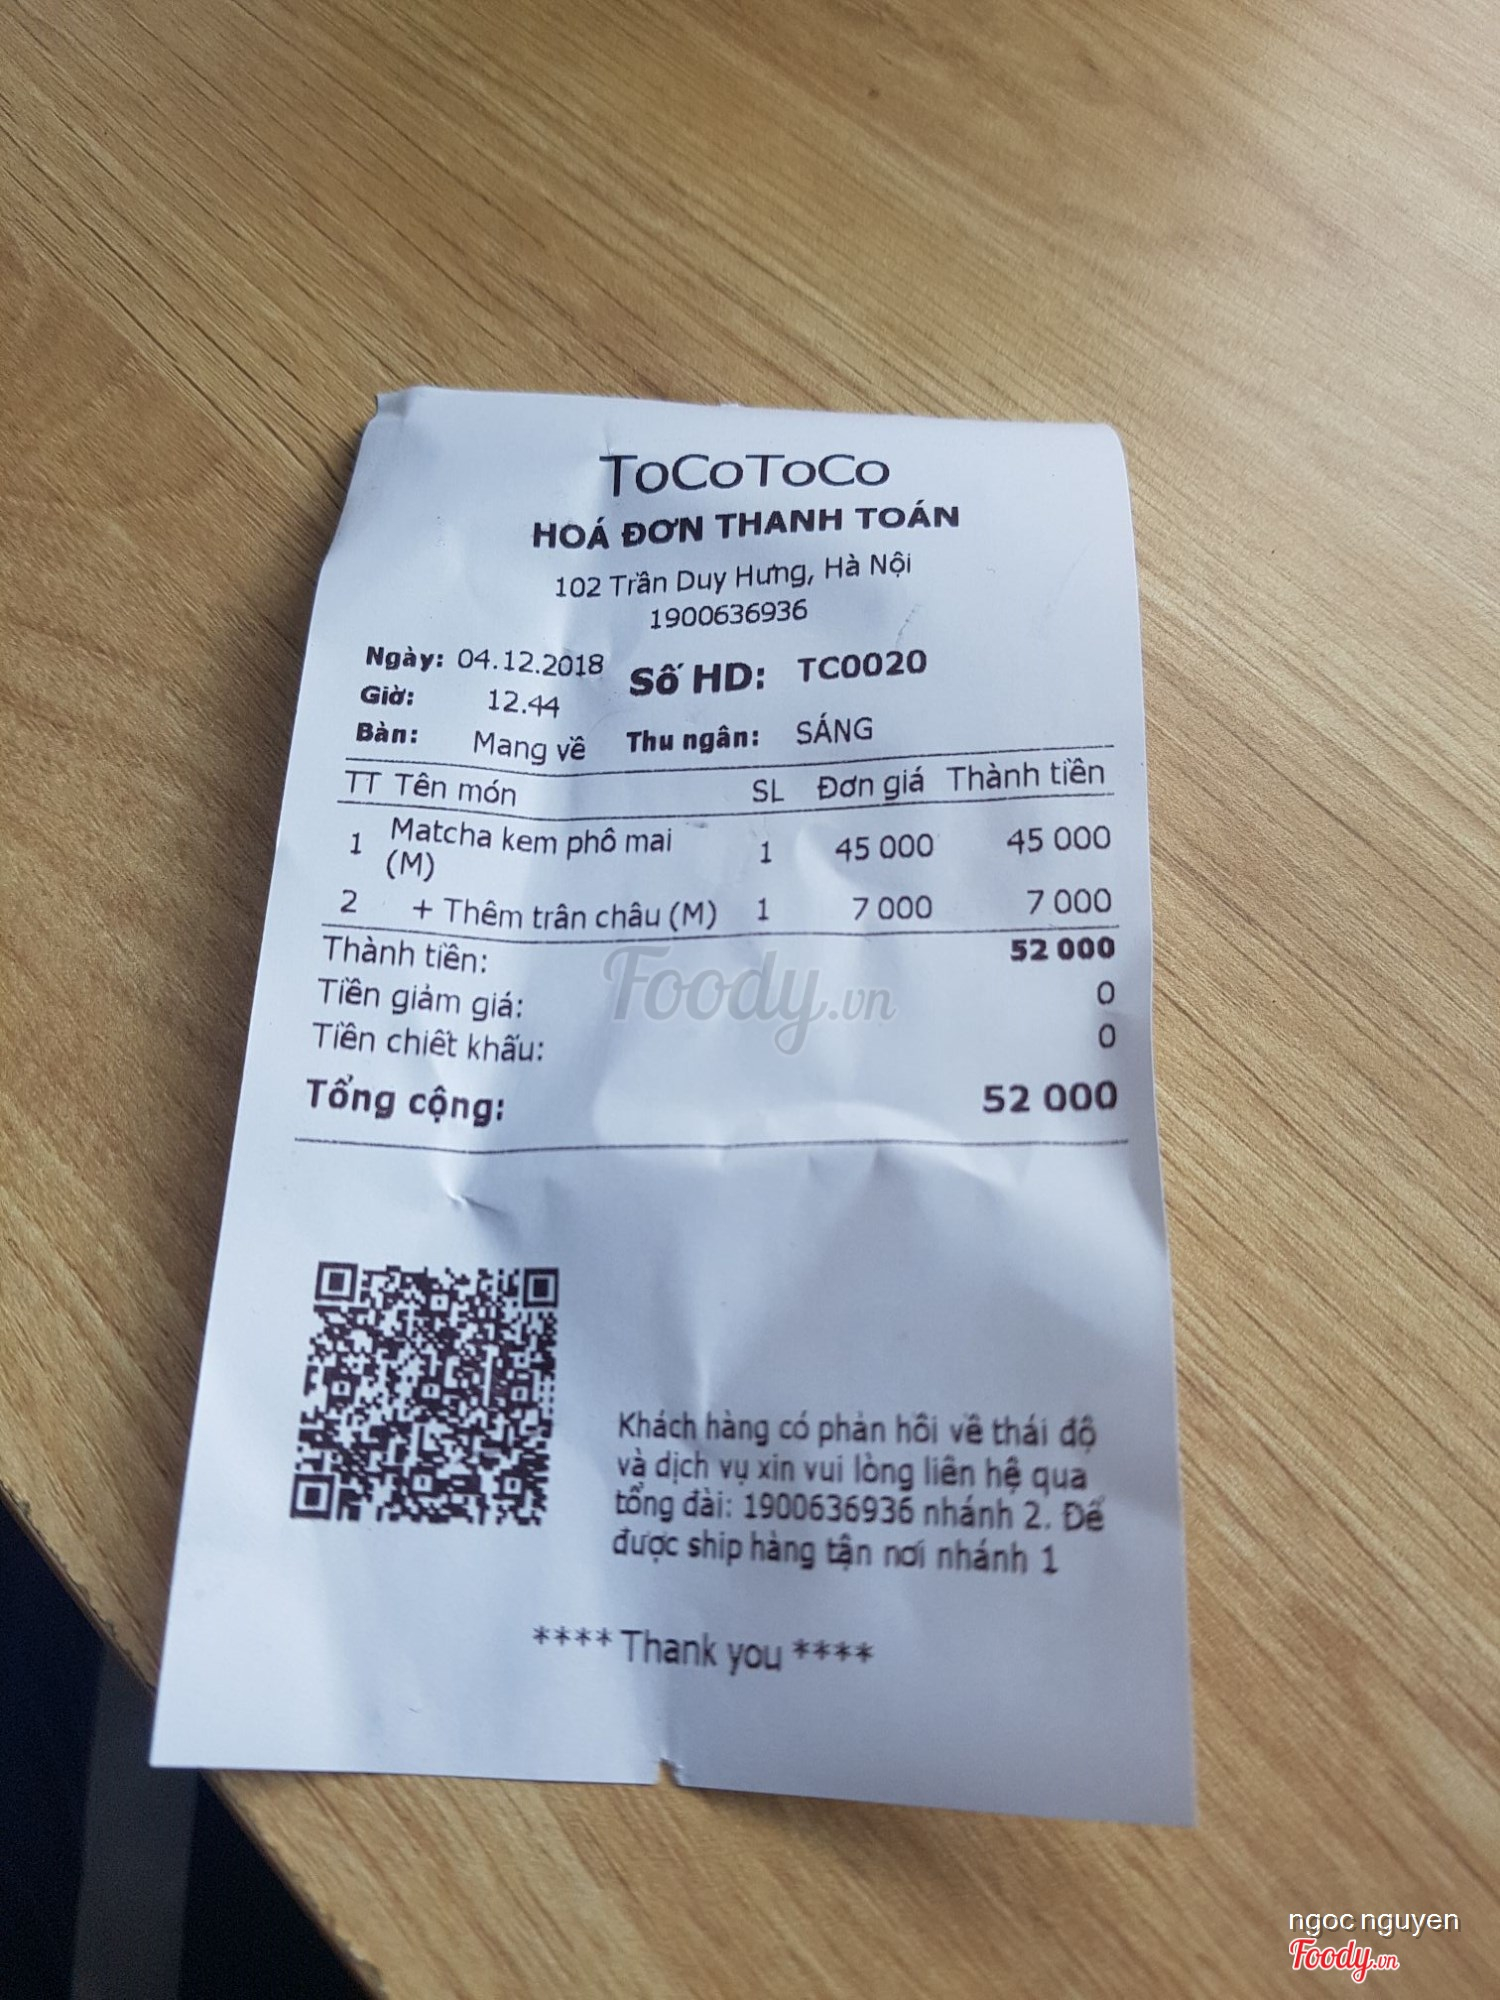 ToCoToCo
HOÁ ĐƠN THANH TOÁN
102 Trần Duy Hưng, Hà Nội
1900636936
Ngày: 04.12.2018 Số HD: TC0020
Giờ: 12.44
Bàn: Mang về Thu ngân: SÁNG
TT Tên món SL Đơn giá Thành tiền
1 Matcha kem phô mai (M) 1 45 000 45 000
2 + Thêm trân châu (M) 1 7 000 7 000
Thành tiền: 52 000
Tiền giảm giá: 0
Tiền chiết khấu: 0
Tổng cộng: 52 000
Foody.vn
Khách hàng có phản hồi về thái độ
và dịch vụ xin vui lòng liên hệ qua
tổng đài: 1900636936 nhánh 2. Để
được ship hàng tận nơi nhánh 1
**** Thank you ****
ngoc nguyen
Foody.vn